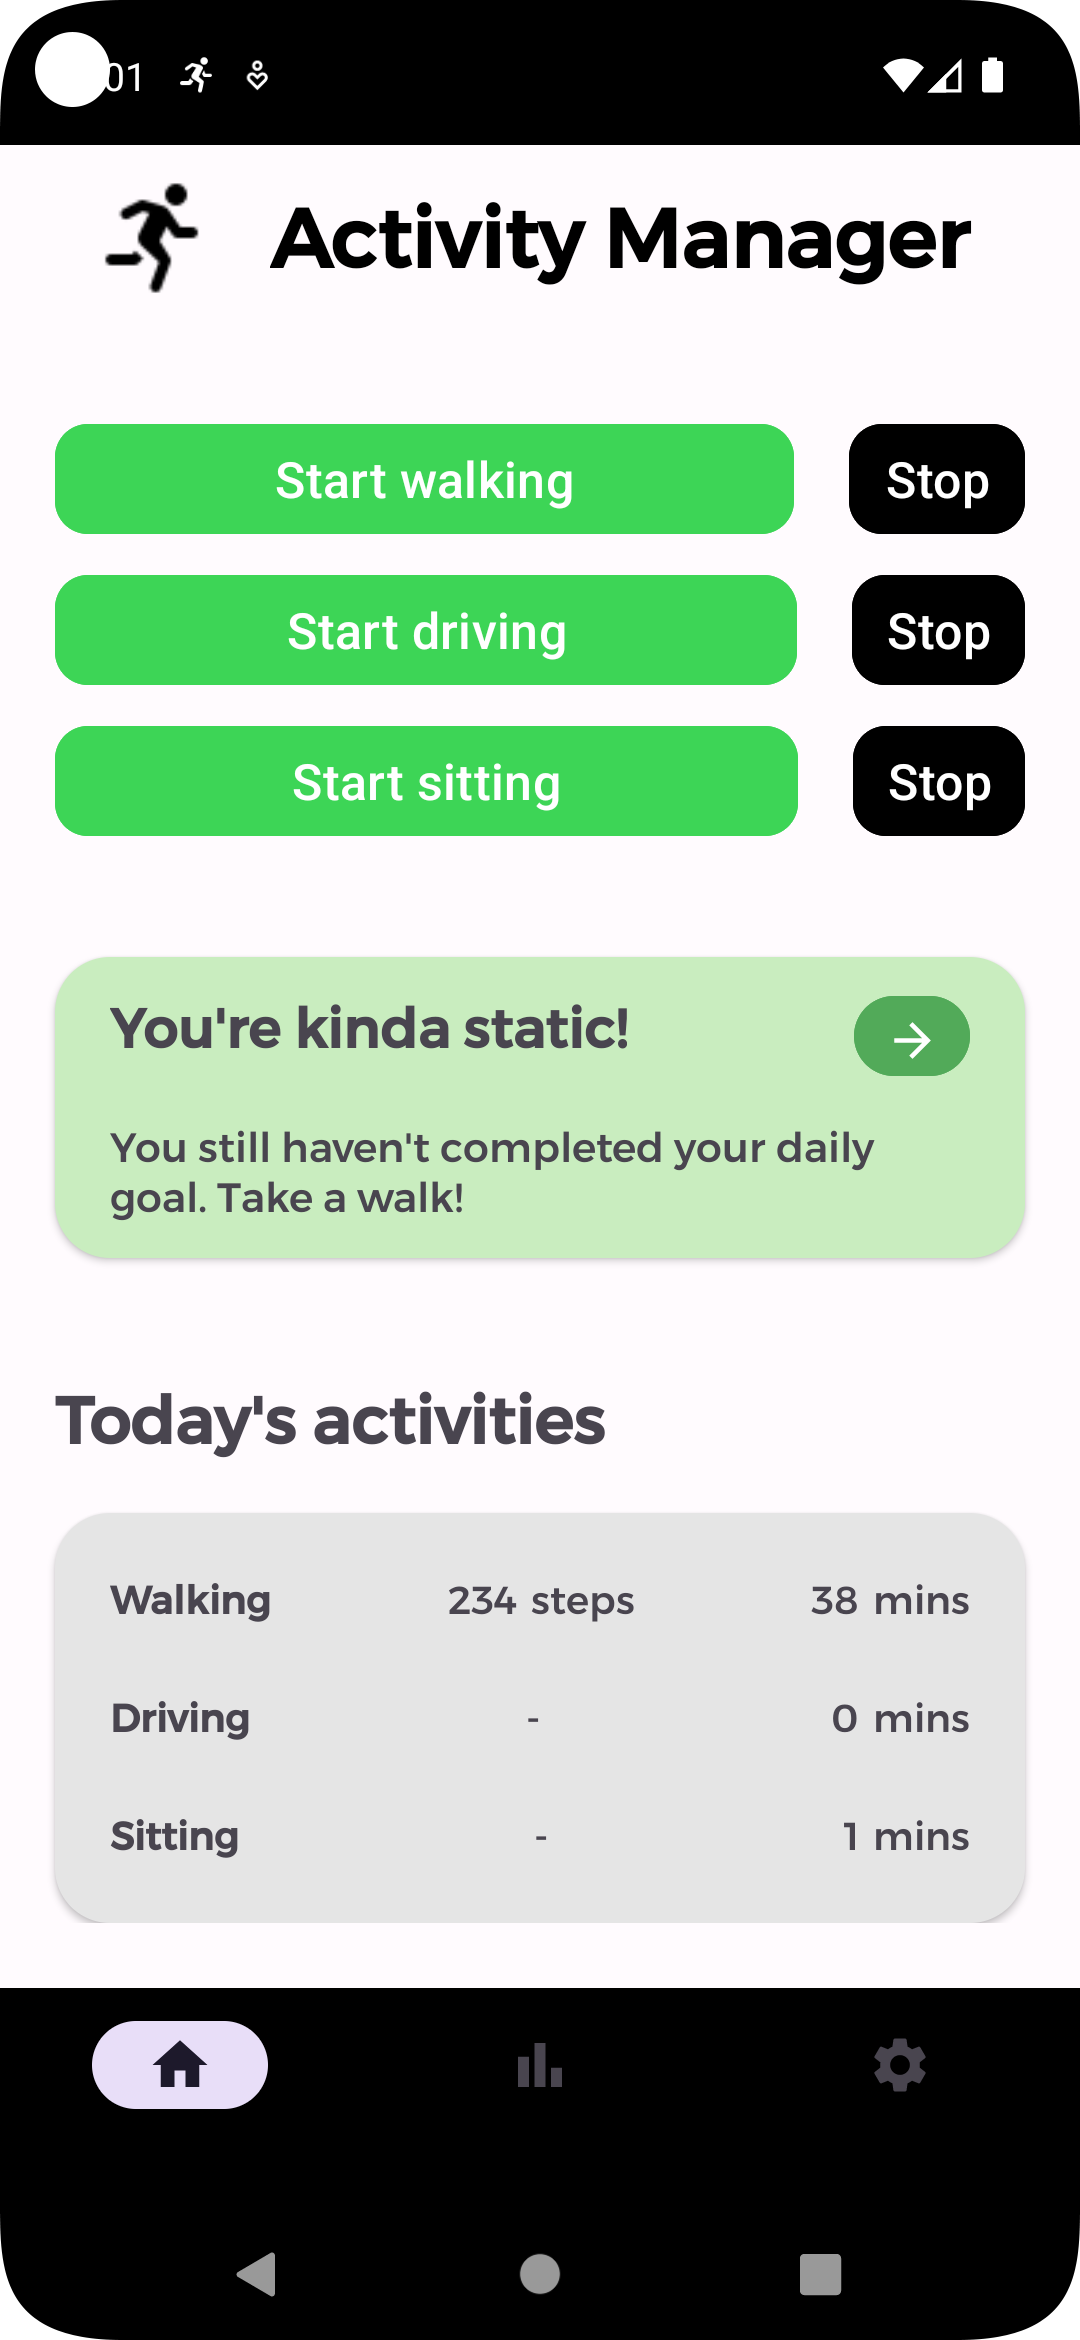 01
Activity Manager
Start walking Stop
Start driving Stop
Start sitting Stop
You're kinda static!
You still haven't completed your daily
goal. Take a walk!
Today's activities
Walking 234 steps 38 mins
Driving - 0 mins
Sitting - 1 mins